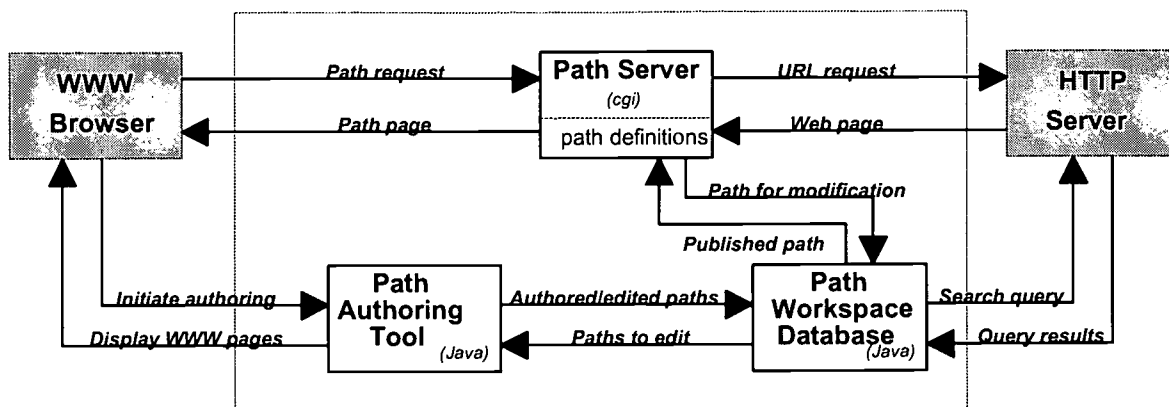 WWW
Browser
Path request
Path page
Path Server
(cgi)
path definitions
URL request
Web page
HTTP
Server
Path for modification
Published path
Initiate authoring
Display WWW pages
Path
Authoring
Tool
(Java)
Authored/edited paths
Paths to edit
Path
Workspace
Database
(Java)
Search query
Query results